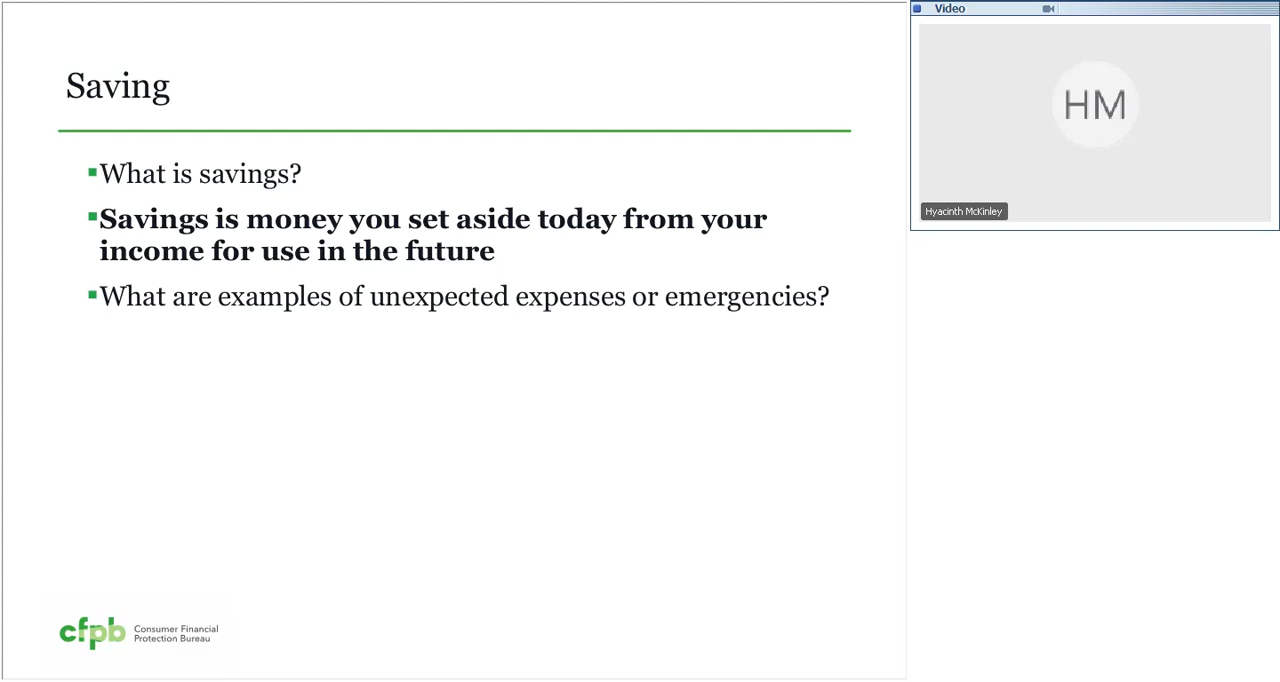 Saving
▪What is savings?
▪Savings is money you set aside today from your
income for use in the future
▪What are examples of unexpected expenses or emergencies?
cfpb Consumer Financial
Protection Bureau
Video
HM
Hyacinth McKinley